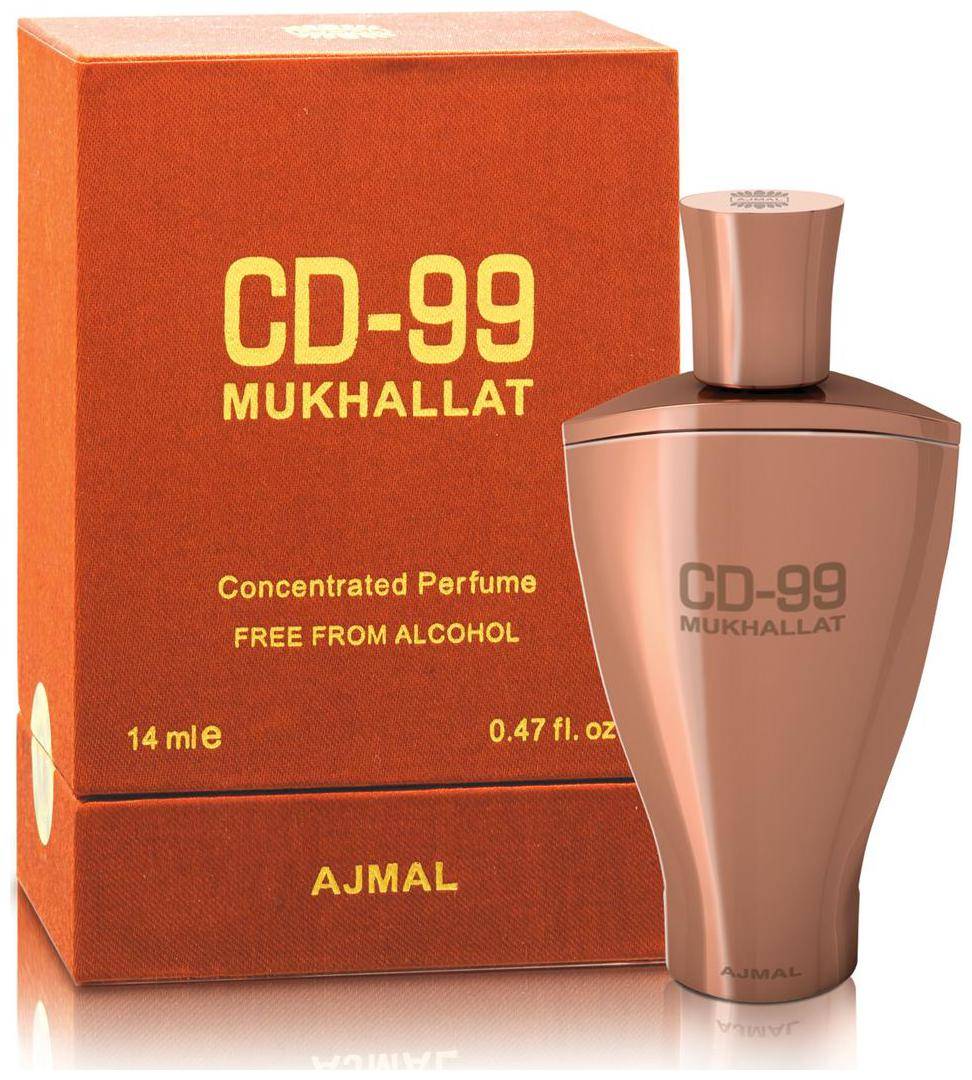 CD-99
MUKHALLAT
Concentrated Perfume
FREE FROM ALCOHOL
14 ml e
0.47 fl. oz
AJMAL
AJMAL
CD-99
MUKHALLAT
AJMAL